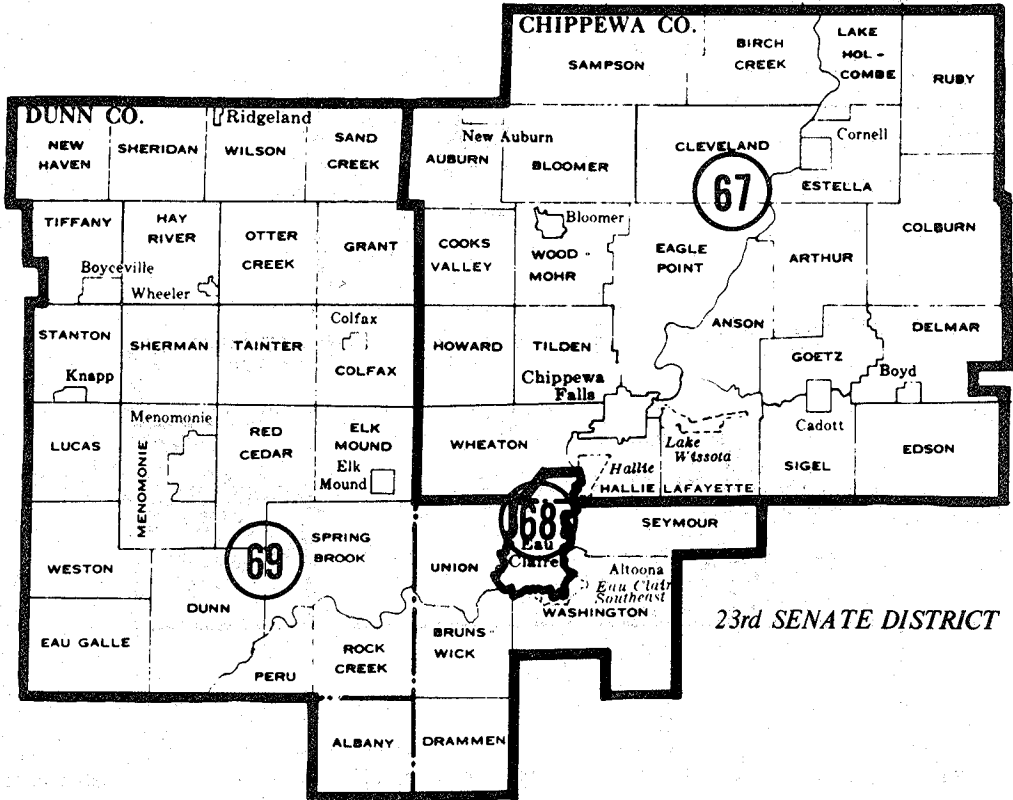 CHIPPEWA CO.
SAMPSON
BIRCH
CREEK
LAKE
HOL -
COMBE
RUBY
DUNN CO.
Ridgeland
NEW
HAVEN
SHERIDAN
WILSON
SAND
CREEK
AUBURN
New Auburn
BLOOMER
CLEVELAND
Cornell
67
ESTELLA
TIFFANY
HAY
RIVER
OTTER
CREEK
GRANT
Boyceville
Wheeler
COOKS
VALLEY
Bloomer
WOOD -
MOHR
EAGLE
POINT
ARTHUR
COLBURN
STANTON
SHERMAN
TAINTER
Colfax
COLFAX
Knapp
HOWARD
TILDEN
ANSON
GOETZ
DELMAR
Boyd
Chippewa
Falls
Cadott
LUCAS
Menomonie
MENOMONIE
RED
CEDAR
ELK
MOUND
Elk
Mound
WHEATON
Lake
Wissota
Hallie
HALLIE
LAFAYETTE
SIGEL
EDSON
68
Eau
Claire
SEYMOUR
WESTON
69
SPRING
BROOK
UNION
Altoona
Eau Clair
Southeast
WASHINGTON
DUNN
23rd SENATE DISTRICT
EAU GALLE
PERU
ROCK
CREEK
BRUNS -
WICK
ALBANY
DRAMMEN